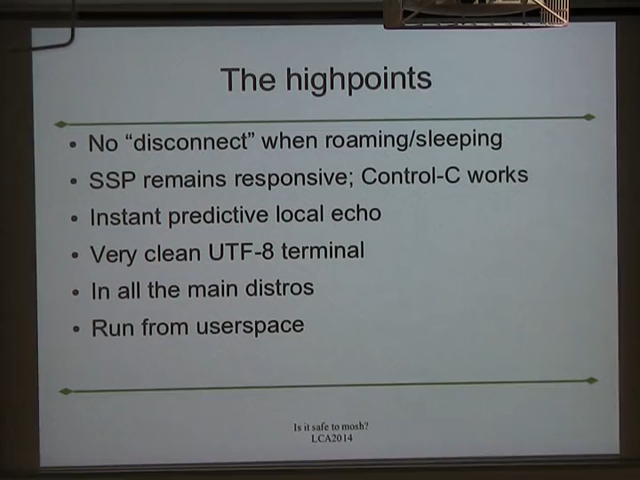 The highpoints
• No “disconnect” when roaming/sleeping
• SSP remains responsive; Control-C works
• Instant predictive local echo
• Very clean UTF-8 terminal
• In all the main distros
• Run from userspace
Is it safe to mosh?
LCA2014